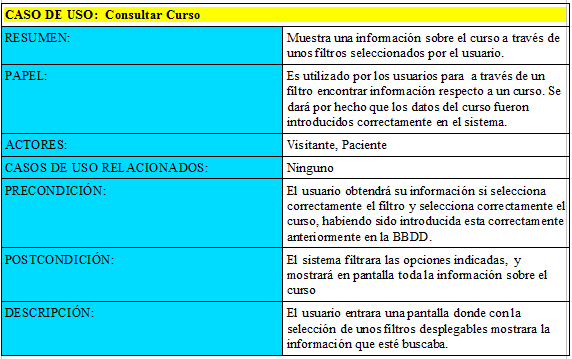 CASO DE USO: Consultar Curso
RESUMEN:
Muestra una información sobre el curso a través de
unos filtros seleccionados por el usuario.
PAPEL:
Es utilizado por los usuarios para a través de un
filtro encontrar información respecto a un curso. Se
dará por hecho que los datos del curso fueron
introducidos correctamente en el sistema.
ACTORES:
Visitante, Paciente
CASOS DE USO RELACIONADOS:
Ninguno
PRECONDICIÓN:
El usuario obtendrá su información si selecciona
correctamente el filtro y selecciona correctamente el
curso, habiendo sido introducida esta correctamente
anteriormente en la BBDD.
POSTCONDICIÓN:
El sistema filtrara las opciones indicadas, y
mostrará en pantalla toda la información sobre el
curso
DESCRIPCIÓN:
El usuario entrara una pantalla donde con la
selección de unos filtros desplegables mostrara la
información que esté buscaba.